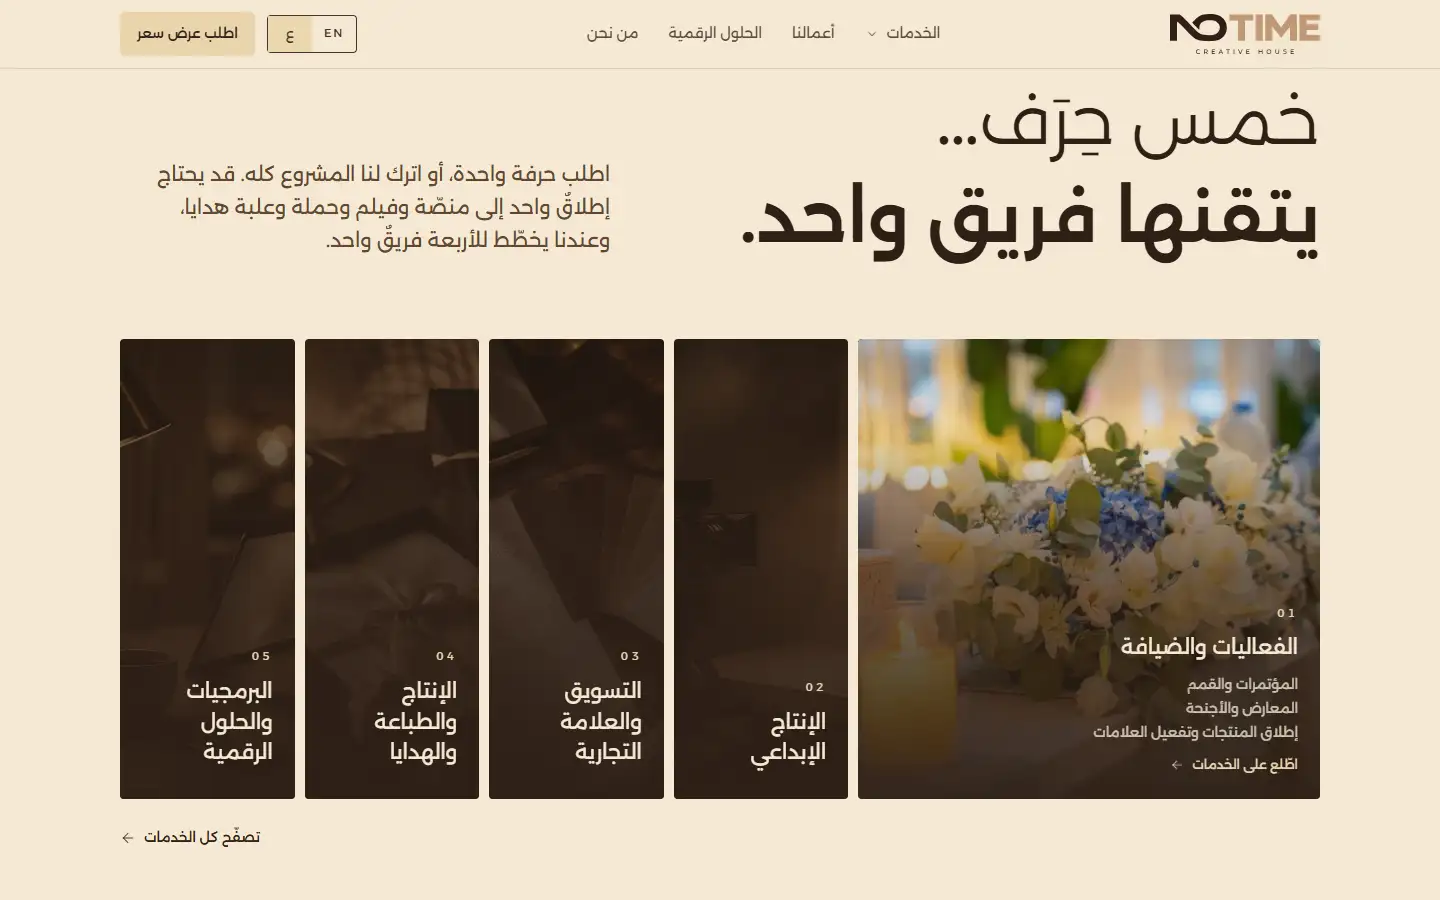 NOTIME
CREATIVE HOUSE
الخدمات
أعمالنا
الحلول الرقمية
من نحن
EN
ع
اطلب عرض سعر
خمس حِرَف...
يتقنها فريق واحد.
اطلب حرفة واحدة، أو اترك لنا المشروع كله. قد يحتاج
إطلاقٌ واحد إلى منصّة وفيلم وحملة وعلبة هدايا،
وعندنا يخطّط للأربعة فريقٌ واحد.
01
الفعاليات والضيافة
المؤتمرات والقمم
المعارض والأجنحة
إطلاق المنتجات وتفعيل العلامات
اطّلع على الخدمات ←
02
الإنتاج
الإبداعي
03
التسويق
والعلامة
التجارية
04
الإنتاج
والطباعة
والهدايا
05
البرمجيات
والحلول
الرقمية
تصفّح كل الخدمات ←